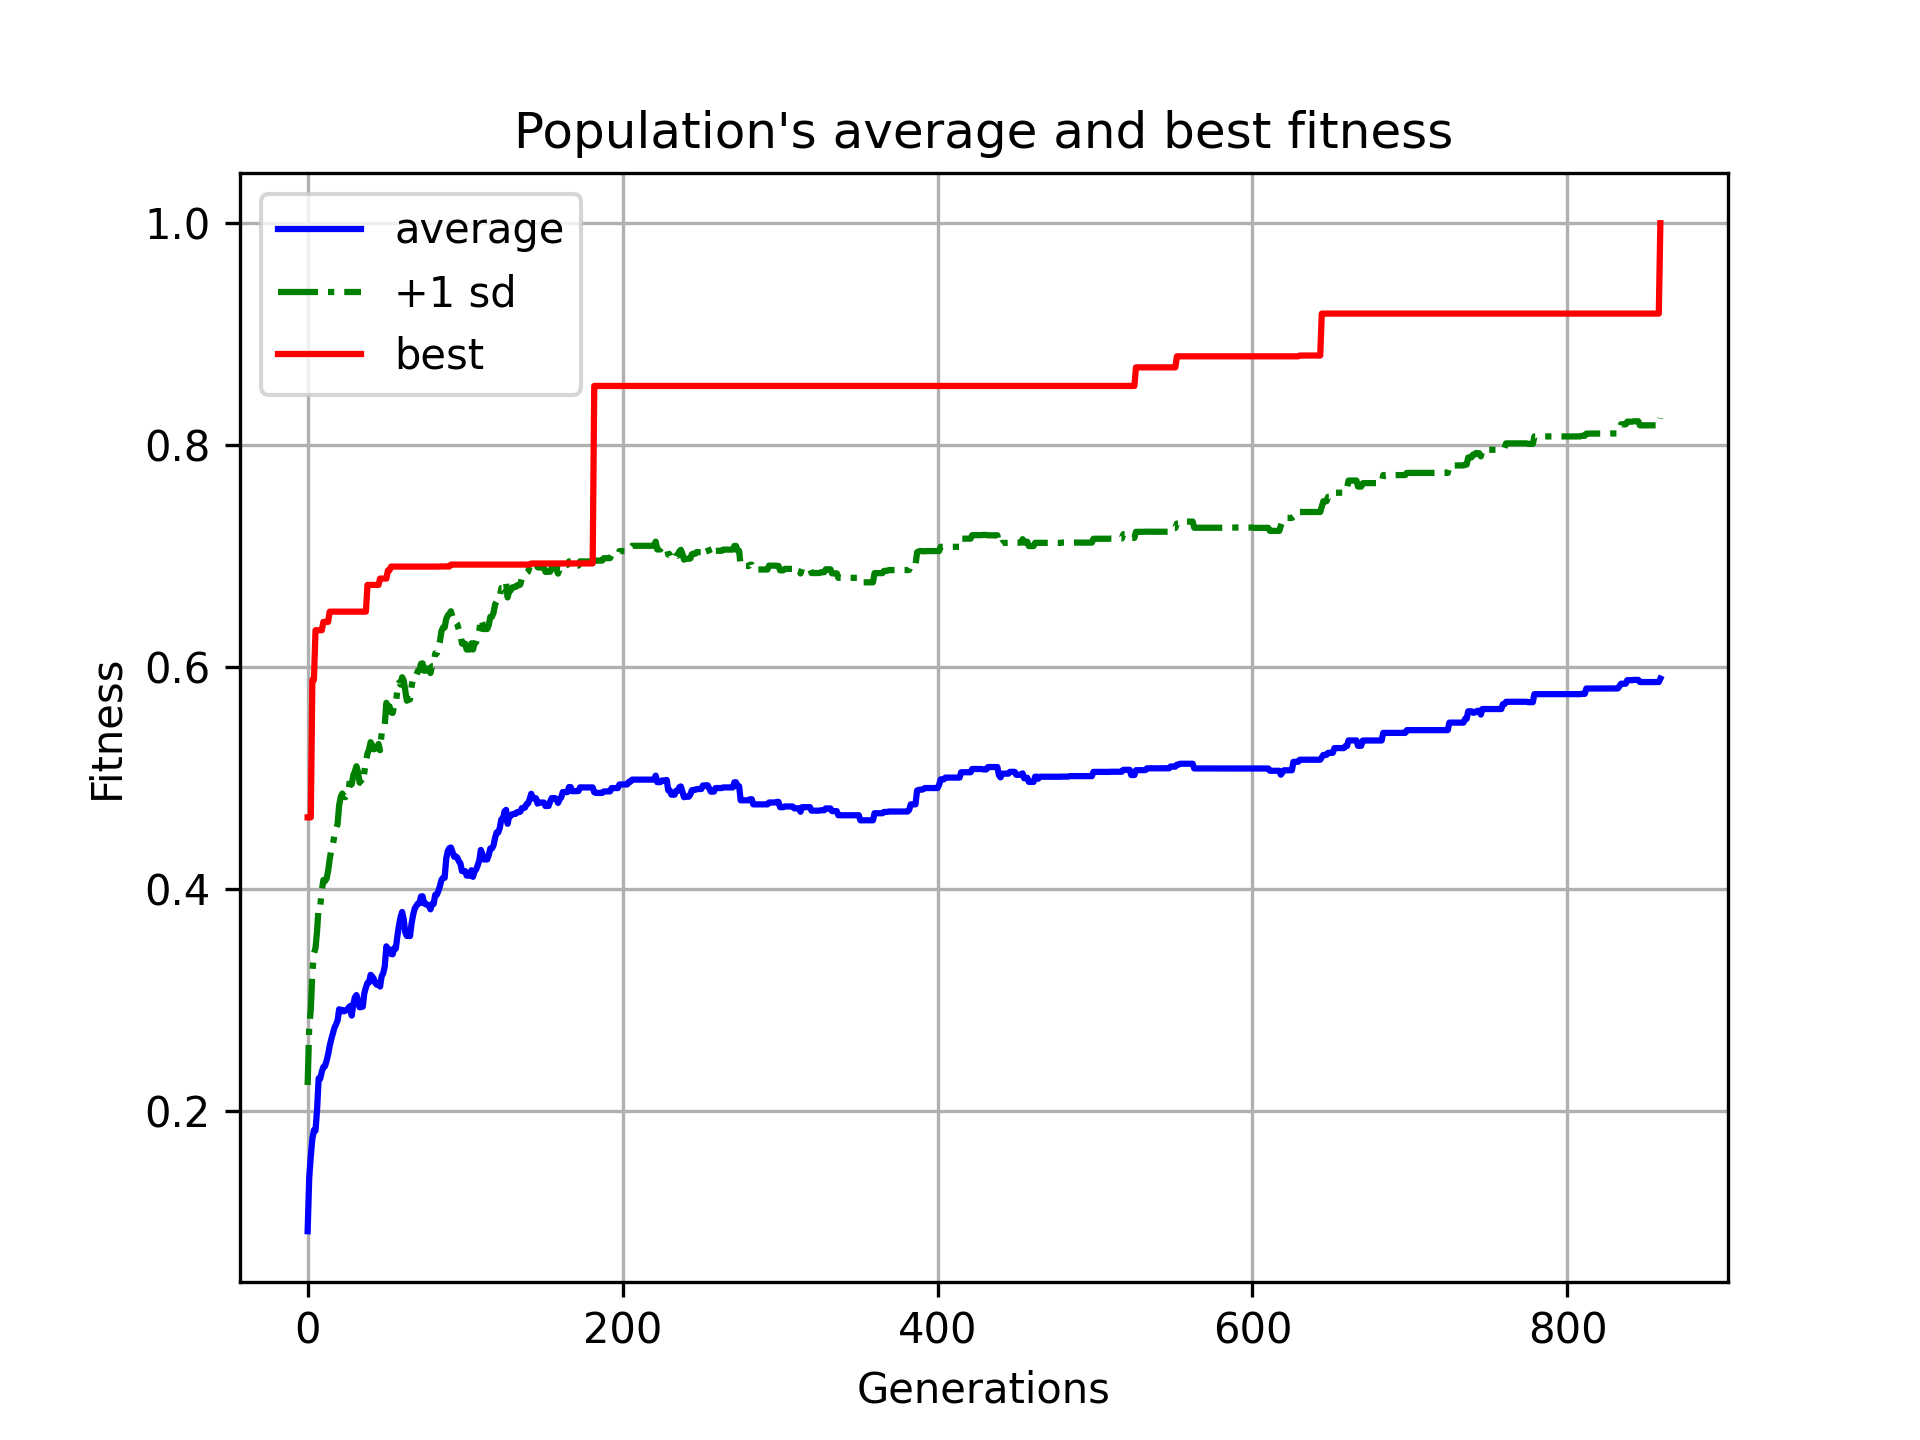 Population's average and best fitness
average
+1 sd
best
1.0
0.8
0.6
0.4
0.2
Fitness
0 200 400 600 800
Generations